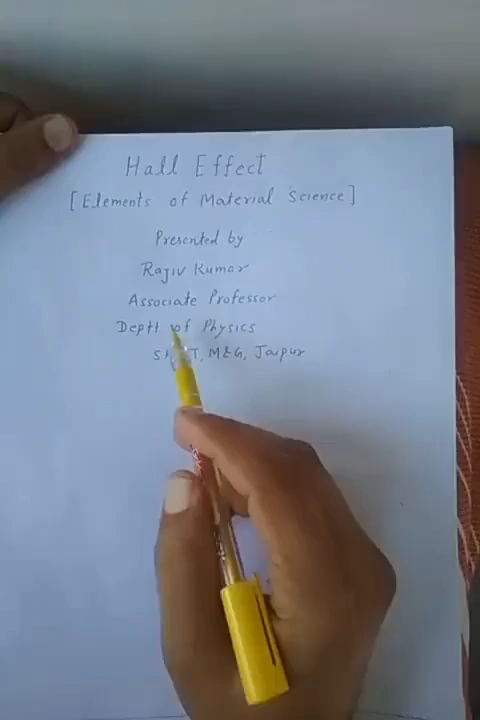 Hall Effect
[Elements of Material Science]
Presented by
Rajiv Kumar
Associate Professor
Deptt of Physics
M&G, Jaipur